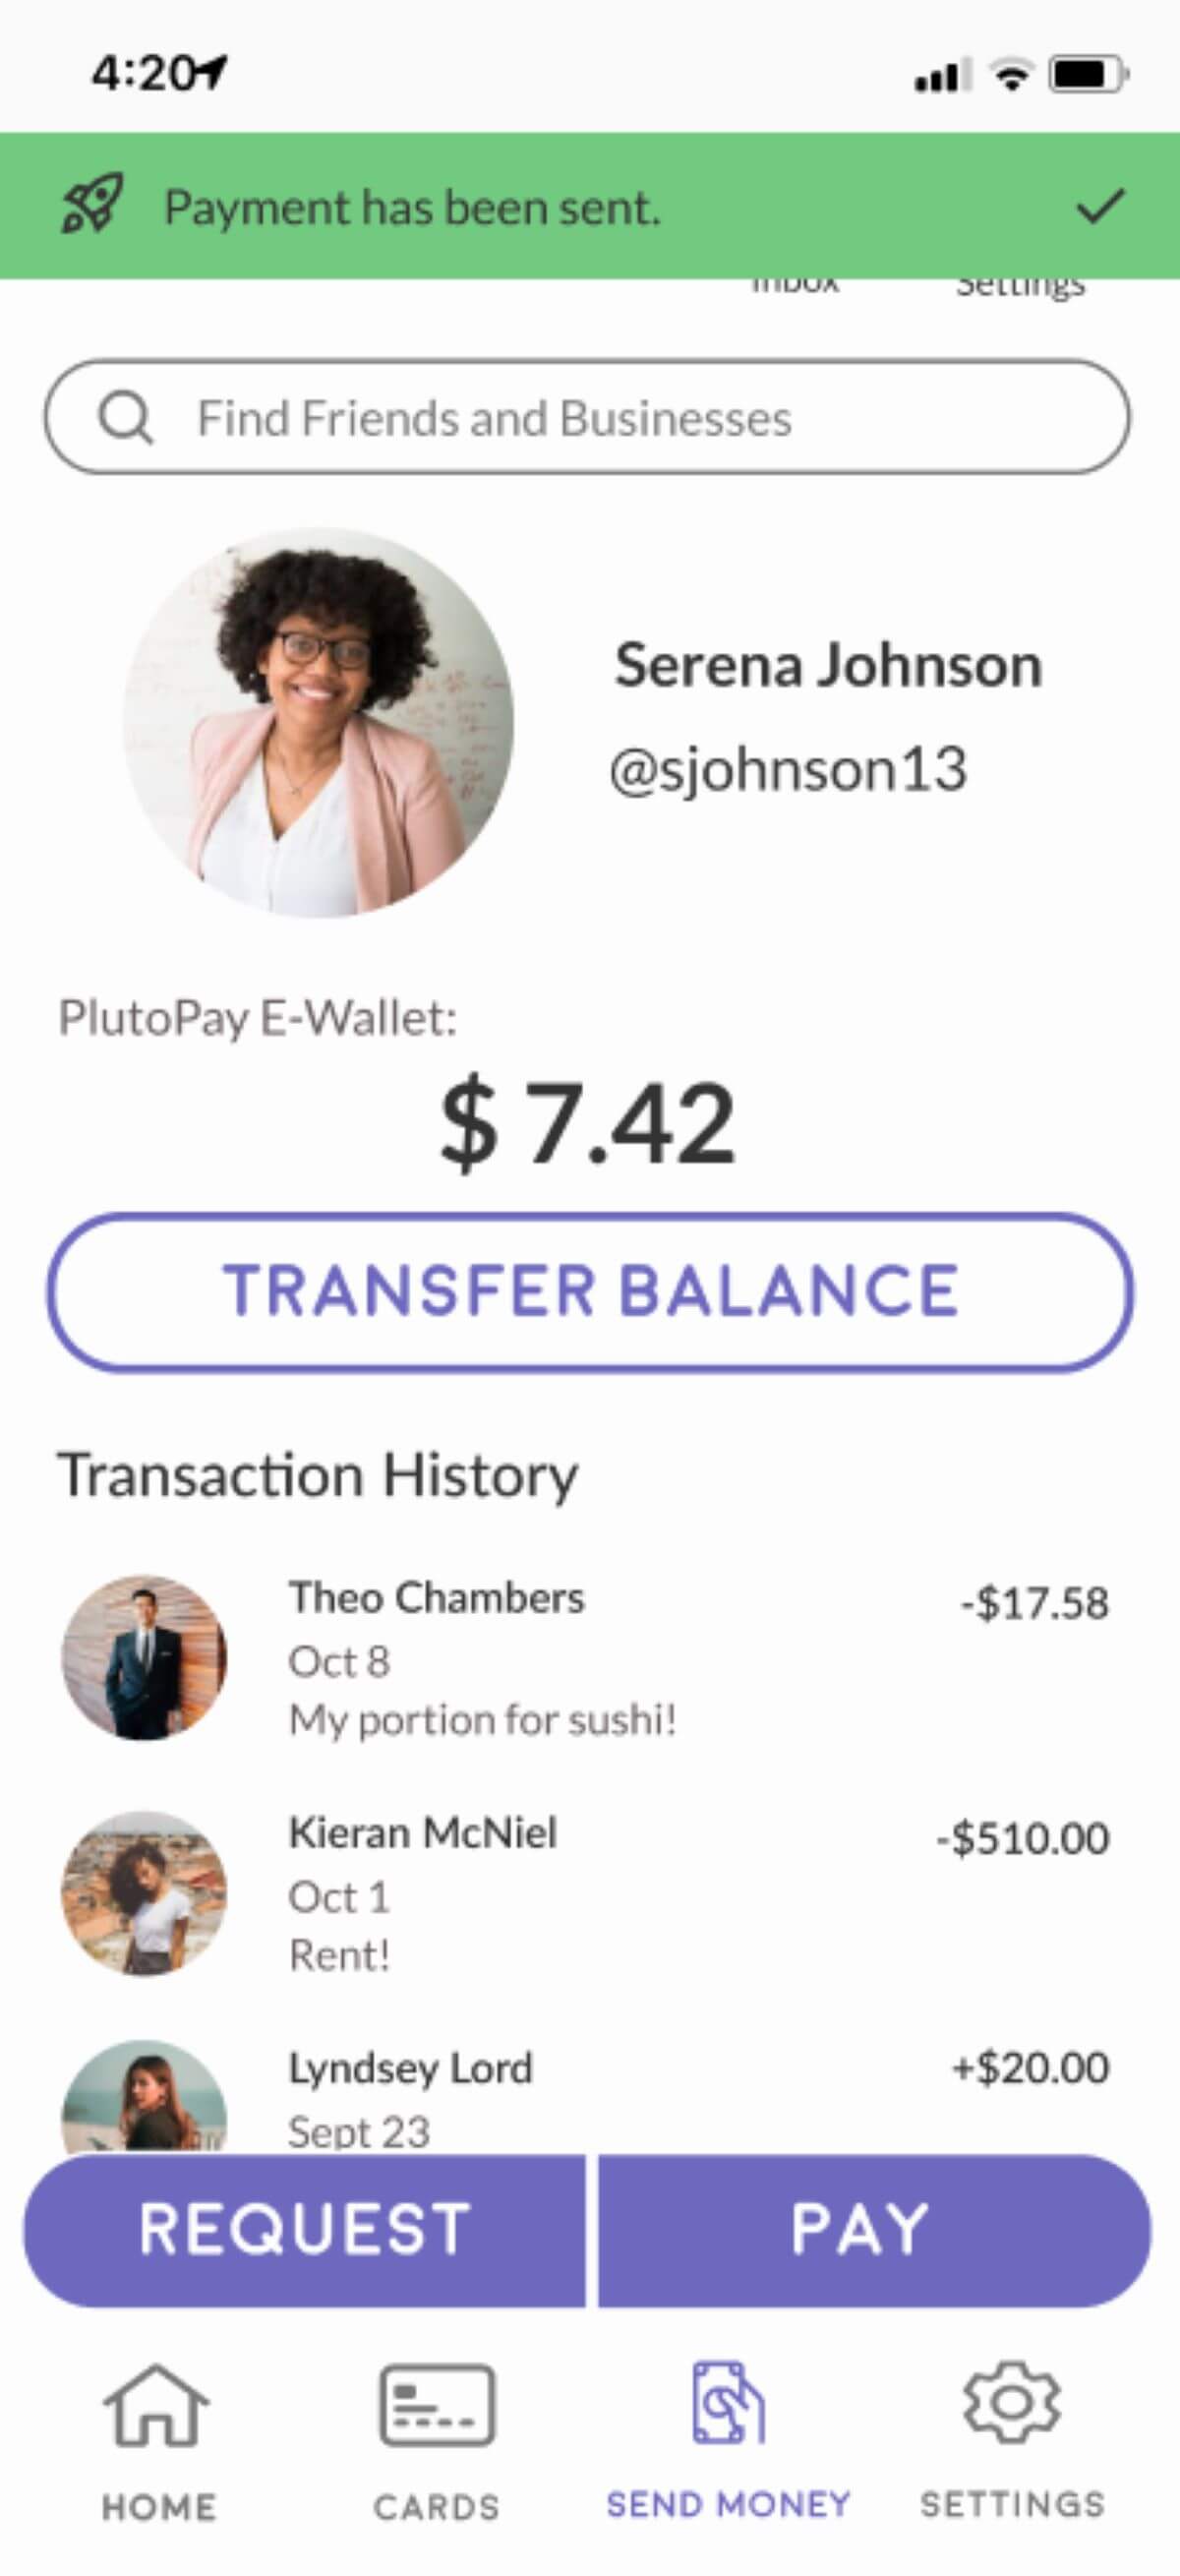 4:20
Payment has been sent.
Inbox Settings
Find Friends and Businesses
Serena Johnson
@sjohnson13
PlutoPay E-Wallet:
$ 7.42
TRANSFER BALANCE
Transaction History
Theo Chambers -$17.58
Oct 8
My portion for sushi!
Kieran McNiel -$510.00
Oct 1
Rent!
Lyndsey Lord +$20.00
Sept 23
REQUEST PAY
HOME CARDS SEND MONEY SETTINGS